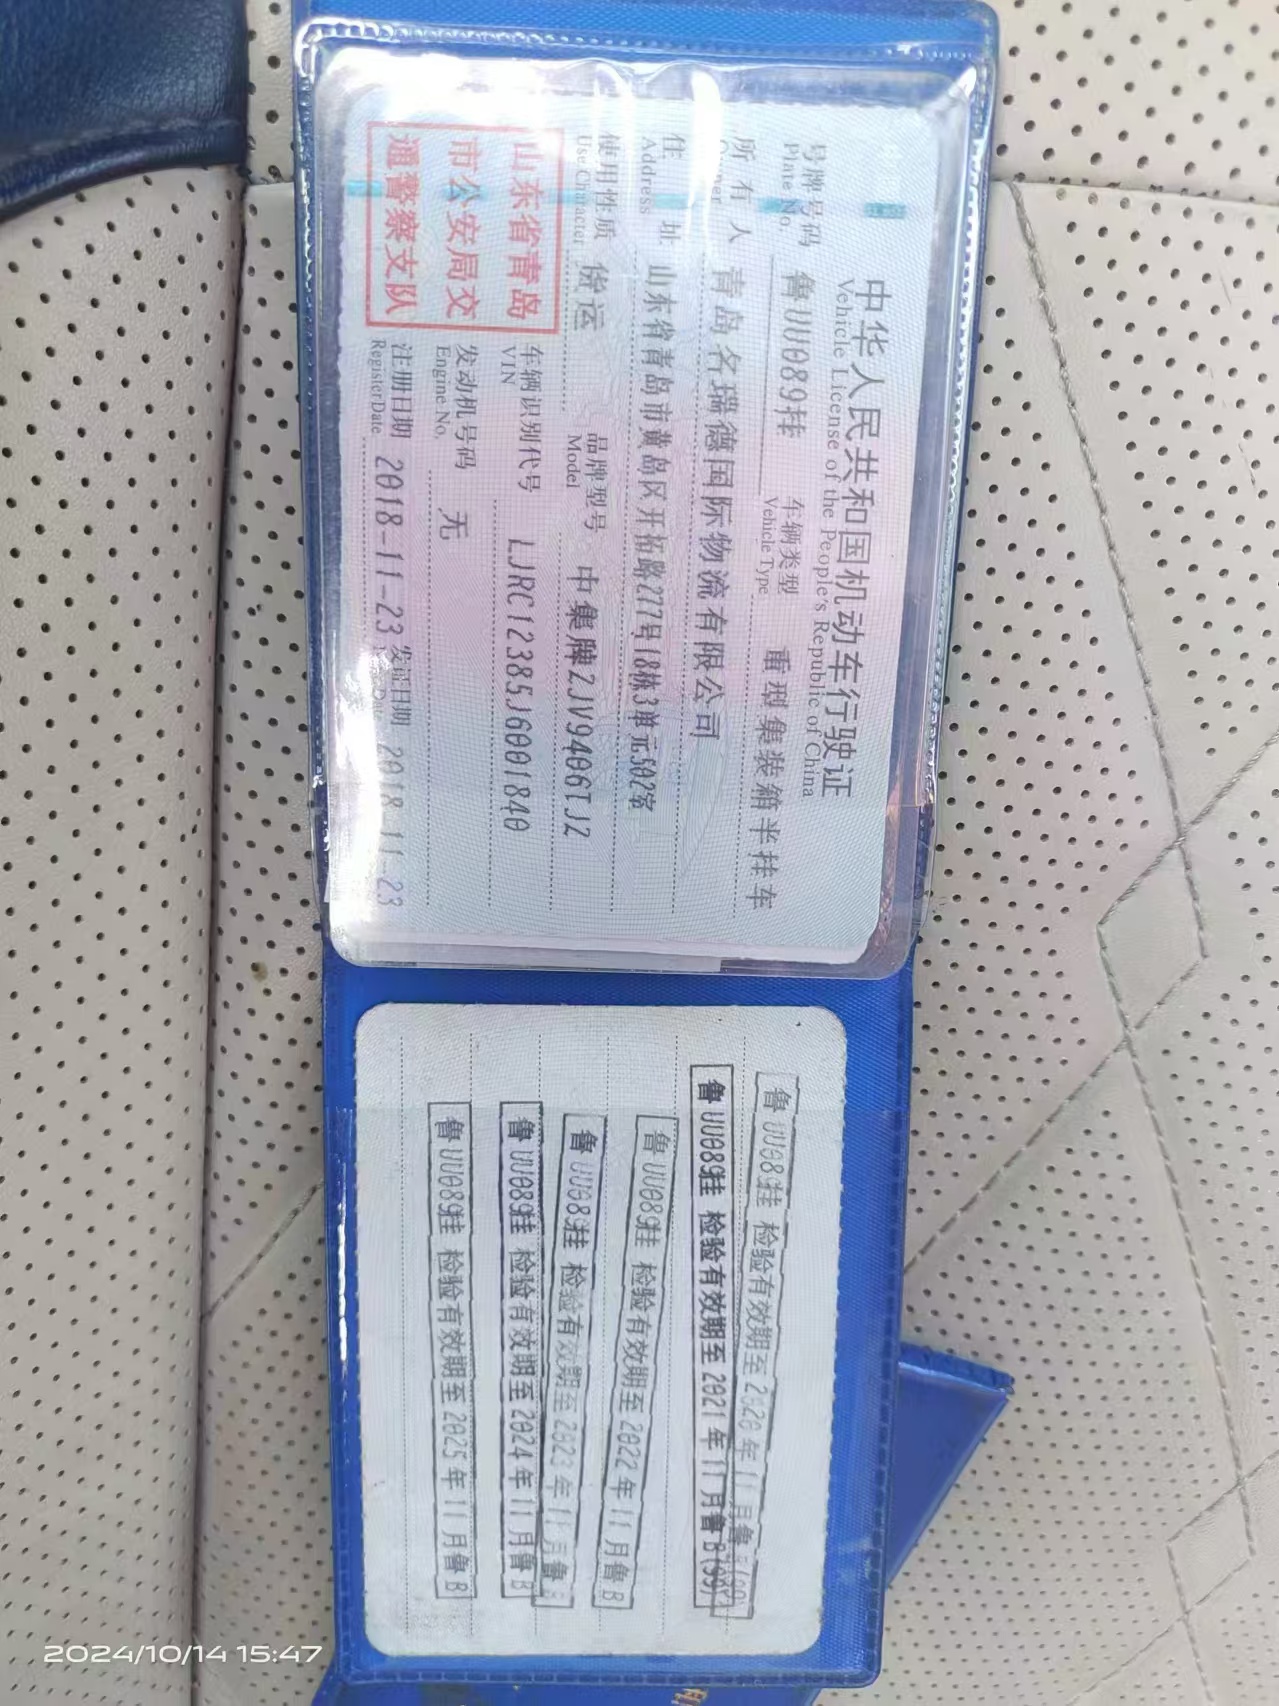 中华人民共和国机动车行驶证
Vehicle License of the People's Republic of China
号牌号码 鲁UU089挂 车辆类型 重型集装箱半挂车
Plate No. Vehicle Type
所有人 青岛名瑞德国际物流有限公司
Owner
住址 山东省青岛市黄岛区开拓路277号18栋3单元502室
Address
使用性质 货运 品牌型号 中集牌ZJV9406TJZ
Use Character Model
山东省青岛
市公安局交
通警察支队
车辆识别代号 LJRC12385J6001840
VIN
发动机号码 无
Engine No.
注册日期 2018-11-23 发证日期 2018-11-23
Register Date
鲁UU089挂 检验有效期至2020年11月鲁
鲁UU089挂 检验有效期至2021年11月鲁B(99)
鲁UU089挂 检验有效期至2022年11月鲁B
鲁UU089挂 检验有效期至2023年11月鲁B
鲁UU089挂 检验有效期至2024年11月鲁B
鲁UU089挂 检验有效期至2025年11月鲁B
2024/10/14 15:47